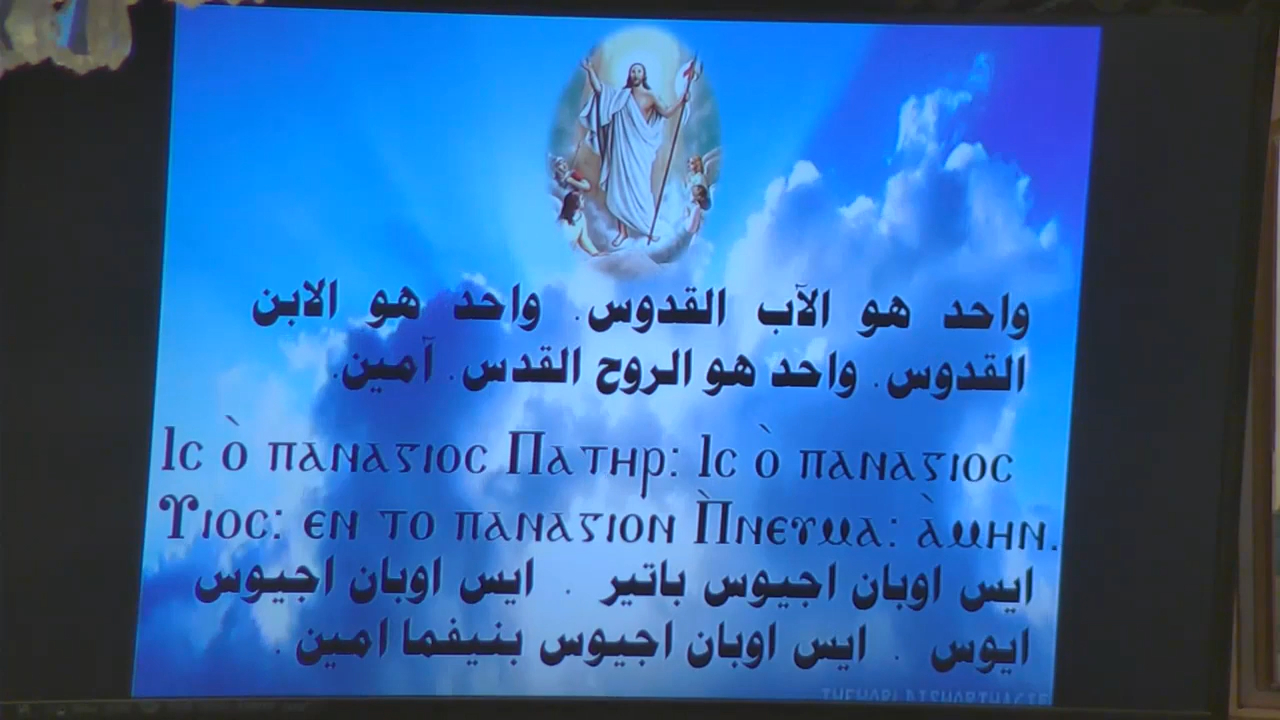 واحد هو الآب القدوس. واحد هو الابن
القدوس. واحد هو الروح القدس. آمين.
Ⲓⲥ ⲟ̀ ⲡⲁⲛⲁⲅⲓⲟⲥ Ⲡⲁⲧⲏⲣ: Ⲓⲥ ⲟ̀ ⲡⲁⲛⲁⲅⲓⲟⲥ
Ⲩⲓⲟⲥ: ⲉⲛ ⲧⲟ ⲡⲁⲛⲁⲅⲓⲟⲛ Ⲡ̀ⲛⲉⲩⲙⲁ: ⲁ̀ⲙⲏⲛ.
ايس اوبان اجيوس باتير . ايس اوبان اجيوس
ايوس . ايس اوبان اجيوس بنيفما امين .